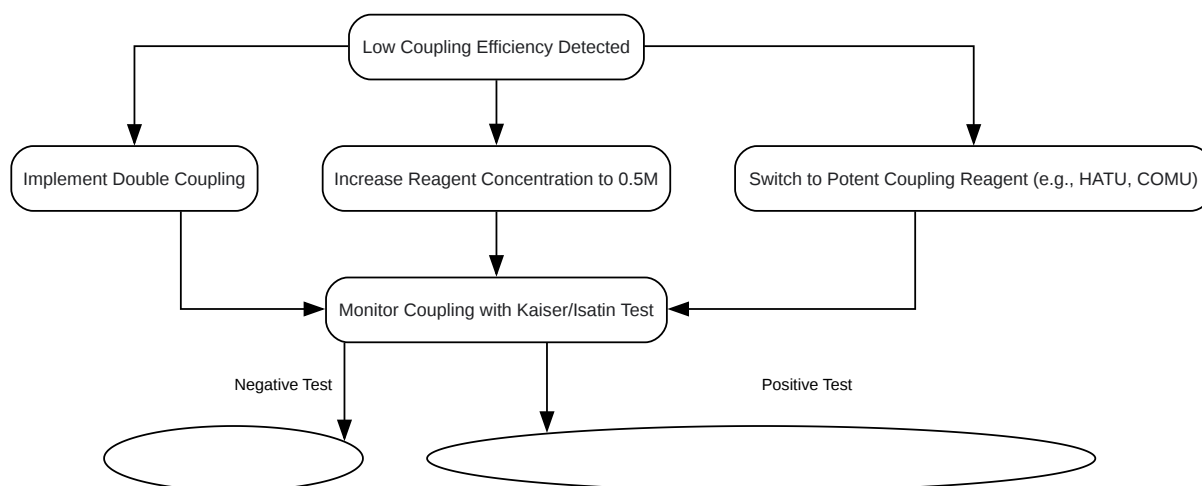 Low Coupling Efficiency Detected
Implement Double Coupling
Increase Reagent Concentration to 0.5M
Switch to Potent Coupling Reagent (e.g., HATU, COMU)
Monitor Coupling with Kaiser/Isatin Test
Negative Test
Positive Test